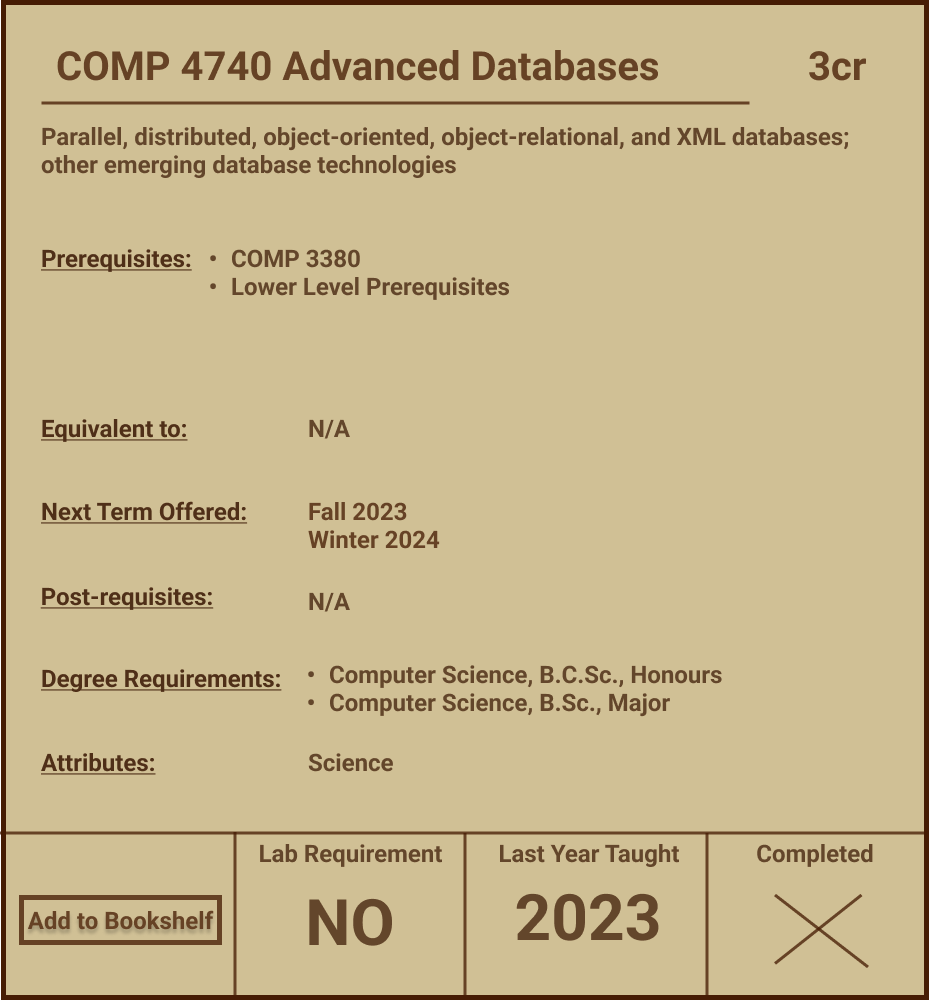 COMP 4740 Advanced Databases 3cr
Parallel, distributed, object-oriented, object-relational, and XML databases;
other emerging database technologies
Prerequisites: • COMP 3380
• Lower Level Prerequisites
Equivalent to: N/A
Next Term Offered: Fall 2023
Winter 2024
Post-requisites: N/A
Degree Requirements: • Computer Science, B.C.Sc., Honours
• Computer Science, B.Sc., Major
Attributes: Science
Lab Requirement Last Year Taught Completed
Add to Bookshelf NO 2023